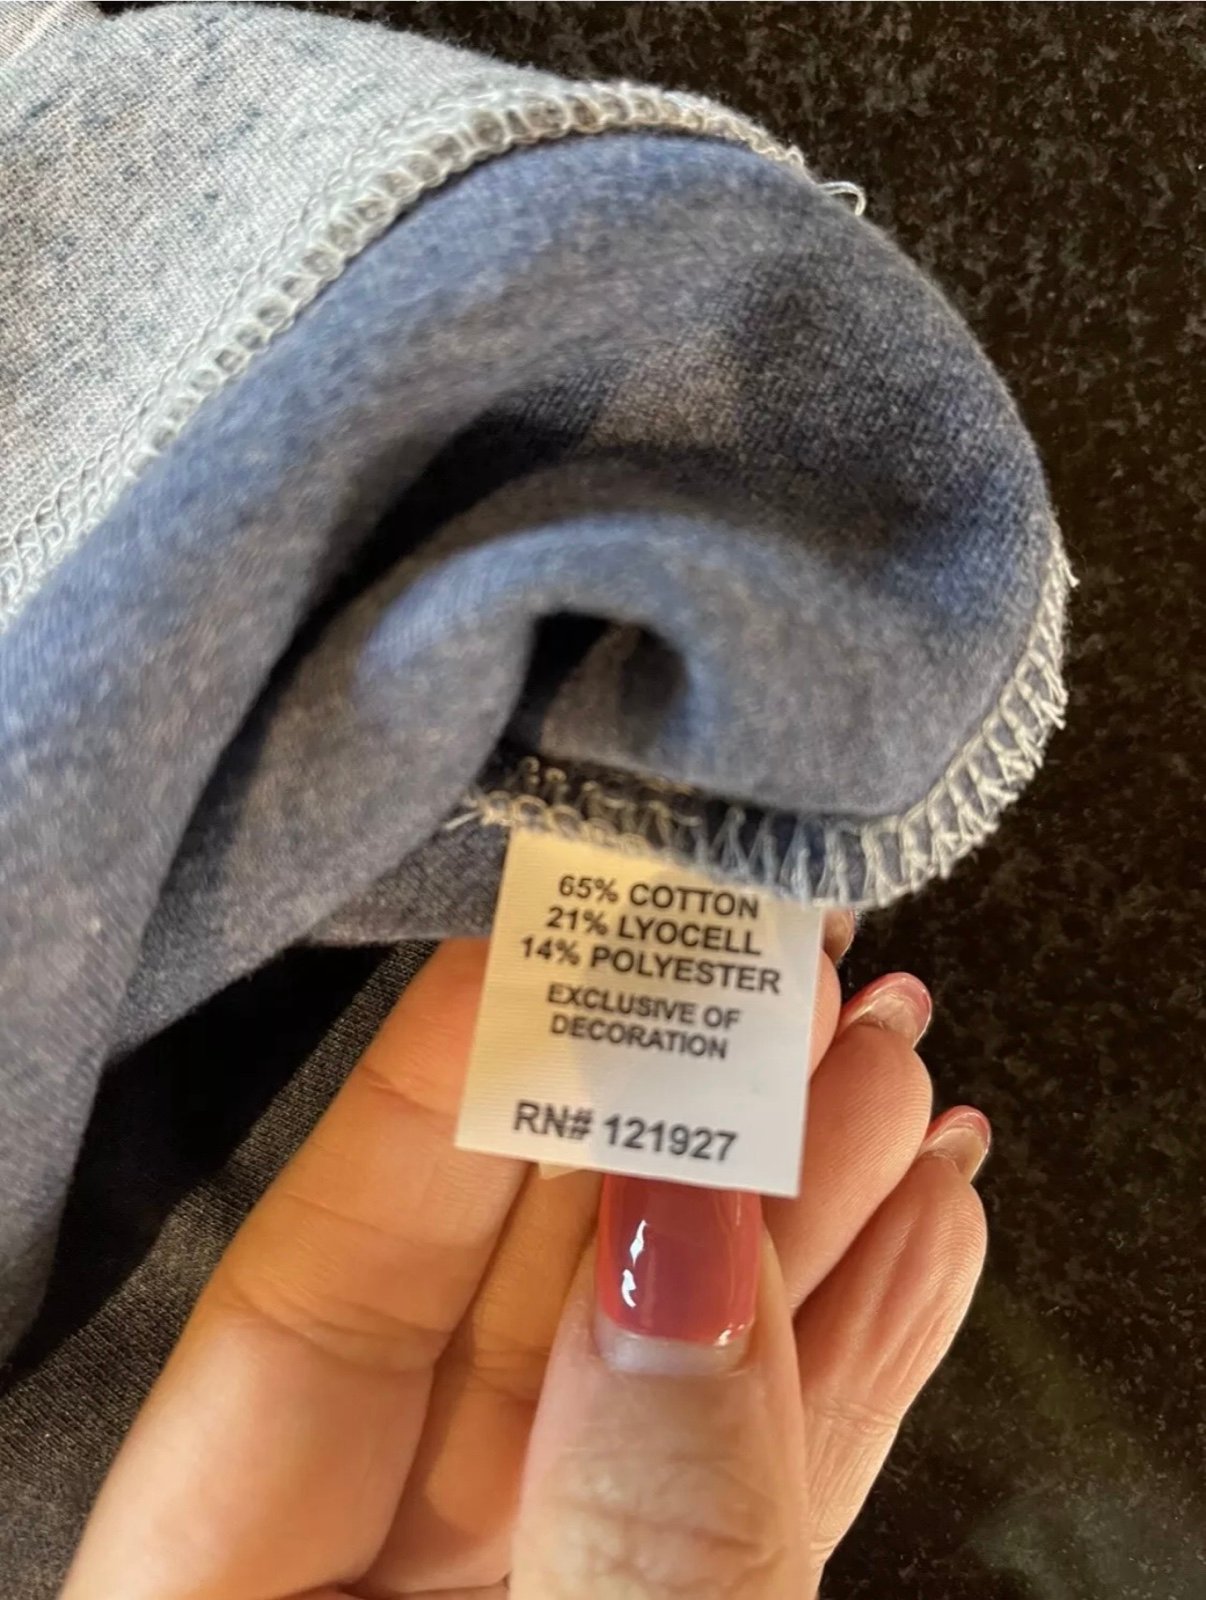 65% COTTON
21% LYOCELL
14% POLYESTER
EXCLUSIVE OF
DECORATION
RN# 121927